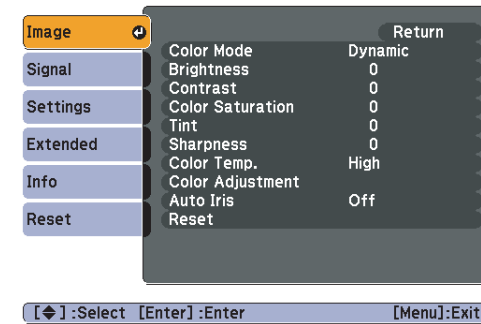 Image
Signal
Settings
Extended
Info
Reset
Return
Color Mode Dynamic
Brightness 0
Contrast 0
Color Saturation 0
Tint 0
Sharpness 0
Color Temp. High
Color Adjustment
Auto Iris Off
Reset
[◆] :Select [Enter] :Enter [Menu]:Exit